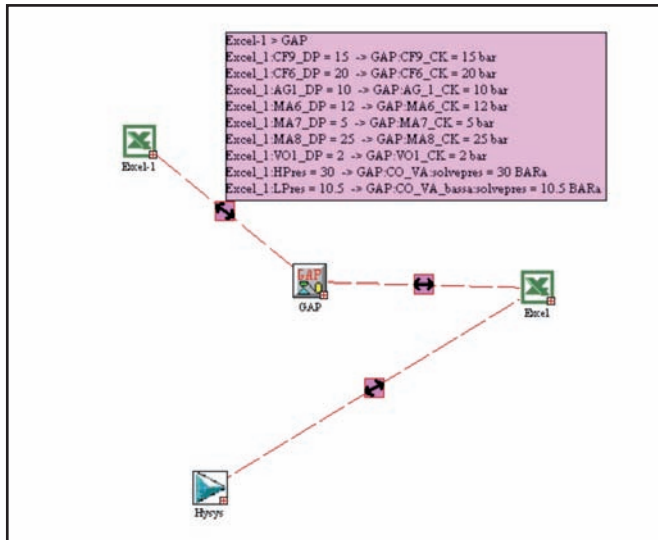 Excel-1 > GAP
Excel_1:CF9_DP = 15 -> GAP:CF9_CK = 15 bar
Excel_1:CF6_DP = 20 -> GAP:CF6_CK = 20 bar
Excel_1:AG1_DP = 10 -> GAP:AG_1_CK = 10 bar
Excel_1:MA6_DP = 12 -> GAP:MA6_CK = 12 bar
Excel_1:MA7_DP = 5 -> GAP:MA7_CK = 5 bar
Excel_1:MA8_DP = 25 -> GAP:MA8_CK = 25 bar
Excel_1:VO1_DP = 2 -> GAP:VO1_CK = 2 bar
Excel_1:HPres = 30 -> GAP:CO_VA:solvepres = 30 BARa
Excel_1:LPres = 10.5 -> GAP:CO_VA_bassa:solvepres = 10.5 BARa
Excel-1
GAP
GAP
Excel
Hysys